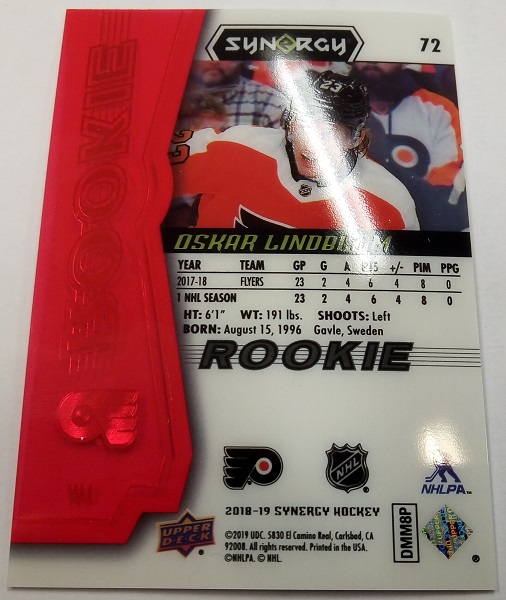 SYNERGY
72
ROOKIE
23
OSKAR LINDBLOM
YEAR TEAM GP G A PTS +/- PIM PPG
2017-18 FLYERS 23 2 4 6 4 8 0
1 NHL SEASON 23 2 4 6 4 8 0
HT: 6'1" WT: 191 lbs. SHOOTS: Left
BORN: August 15, 1996 Gavle, Sweden
ROOKIE
NHL
NHLPA
2018-19 SYNERGY HOCKEY
UPPER DECK
©2019 UDC. 5830 El Camino Real, Carlsbad, CA
92008. All rights reserved. Printed in the USA.
©NHLPA. © NHL.
DMM8P